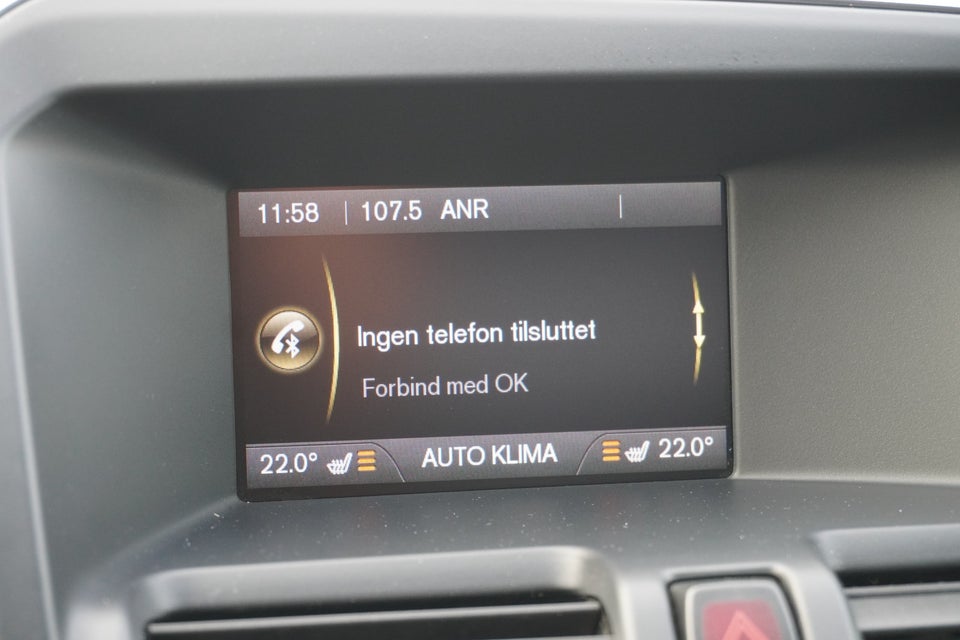 11:58 | 107.5 ANR |
Ingen telefon tilsluttet
Forbind med OK
22.0° AUTO KLIMA 22.0°